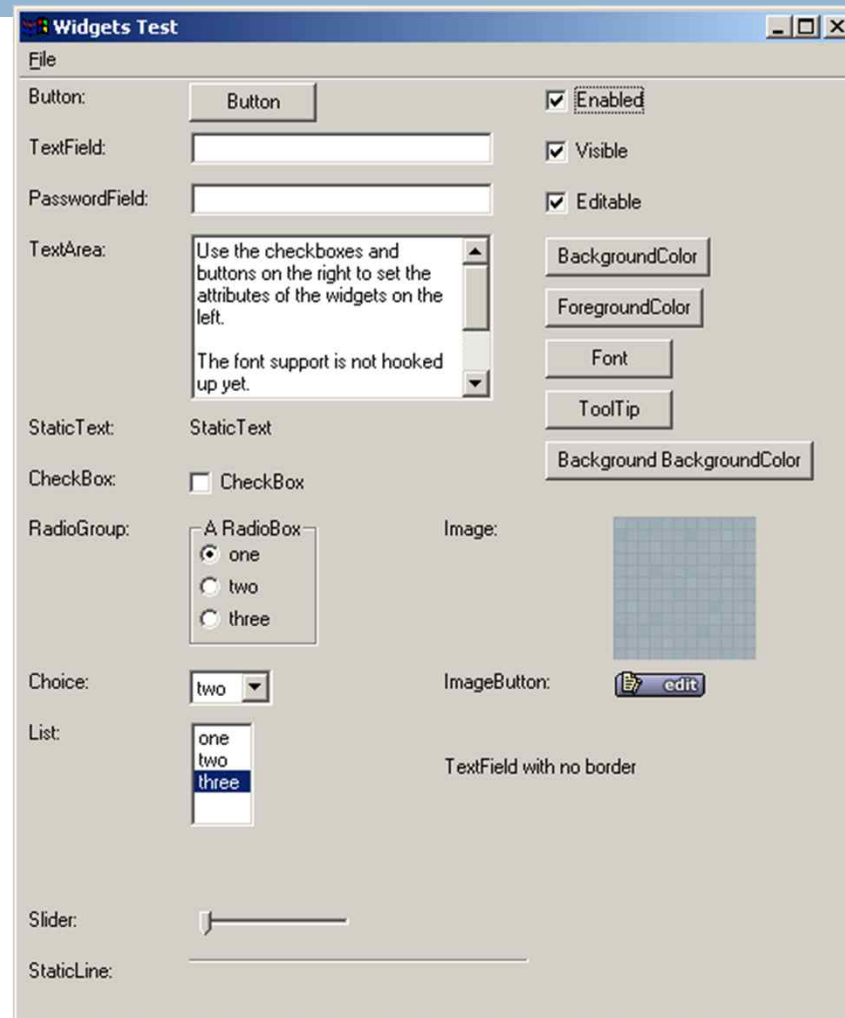 Widgets Test
File
Button:
Button
Enabled
TextField:
Visible
PasswordField:
Editable
TextArea:
Use the checkboxes and
buttons on the right to set the
attributes of the widgets on the
left.
The font support is not hooked
up yet.
BackgroundColor
ForegroundColor
Font
ToolTip
Background BackgroundColor
StaticText:
StaticText
CheckBox:
CheckBox
RadioGroup:
A RadioBox
one
two
three
Image:
Choice:
two
ImageButton:
edit
List:
one
two
three
TextField with no border
Slider:
StaticLine: